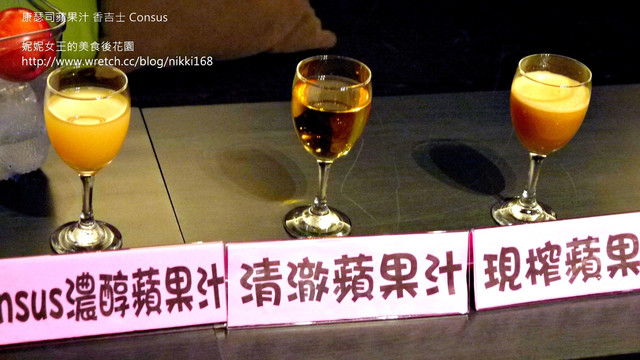 康瑟司蘋果汁 香吉士 Consus
妮妮女王的美食後花園
http://www.wretch.cc/blog/nikki168
nsus濃醇蘋果汁
清澈蘋果汁
現榨蘋果